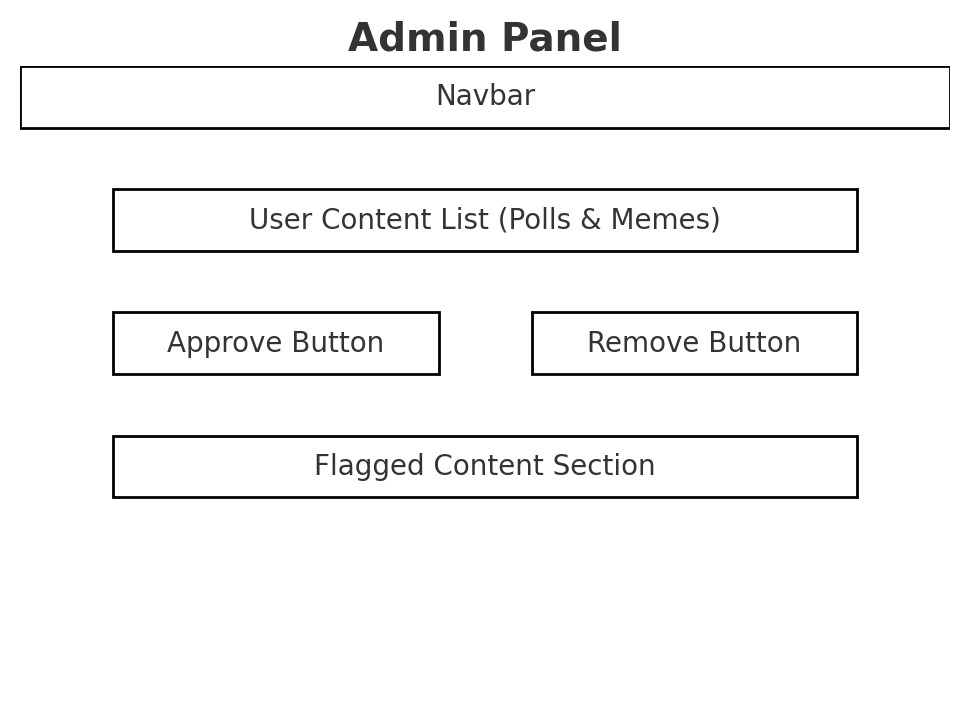 Admin Panel
Navbar
User Content List (Polls & Memes)
Approve Button
Remove Button
Flagged Content Section